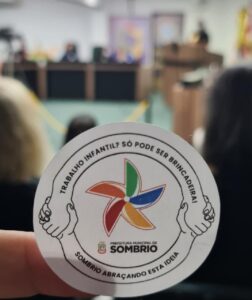 TRABALHO INFANTIL? SÓ PODE SER BRINCADEIRA!
PREFEITURA MUNICIPAL DE
SOMBRIO
SOMBRIO ABRAÇANDO ESTA IDEIA